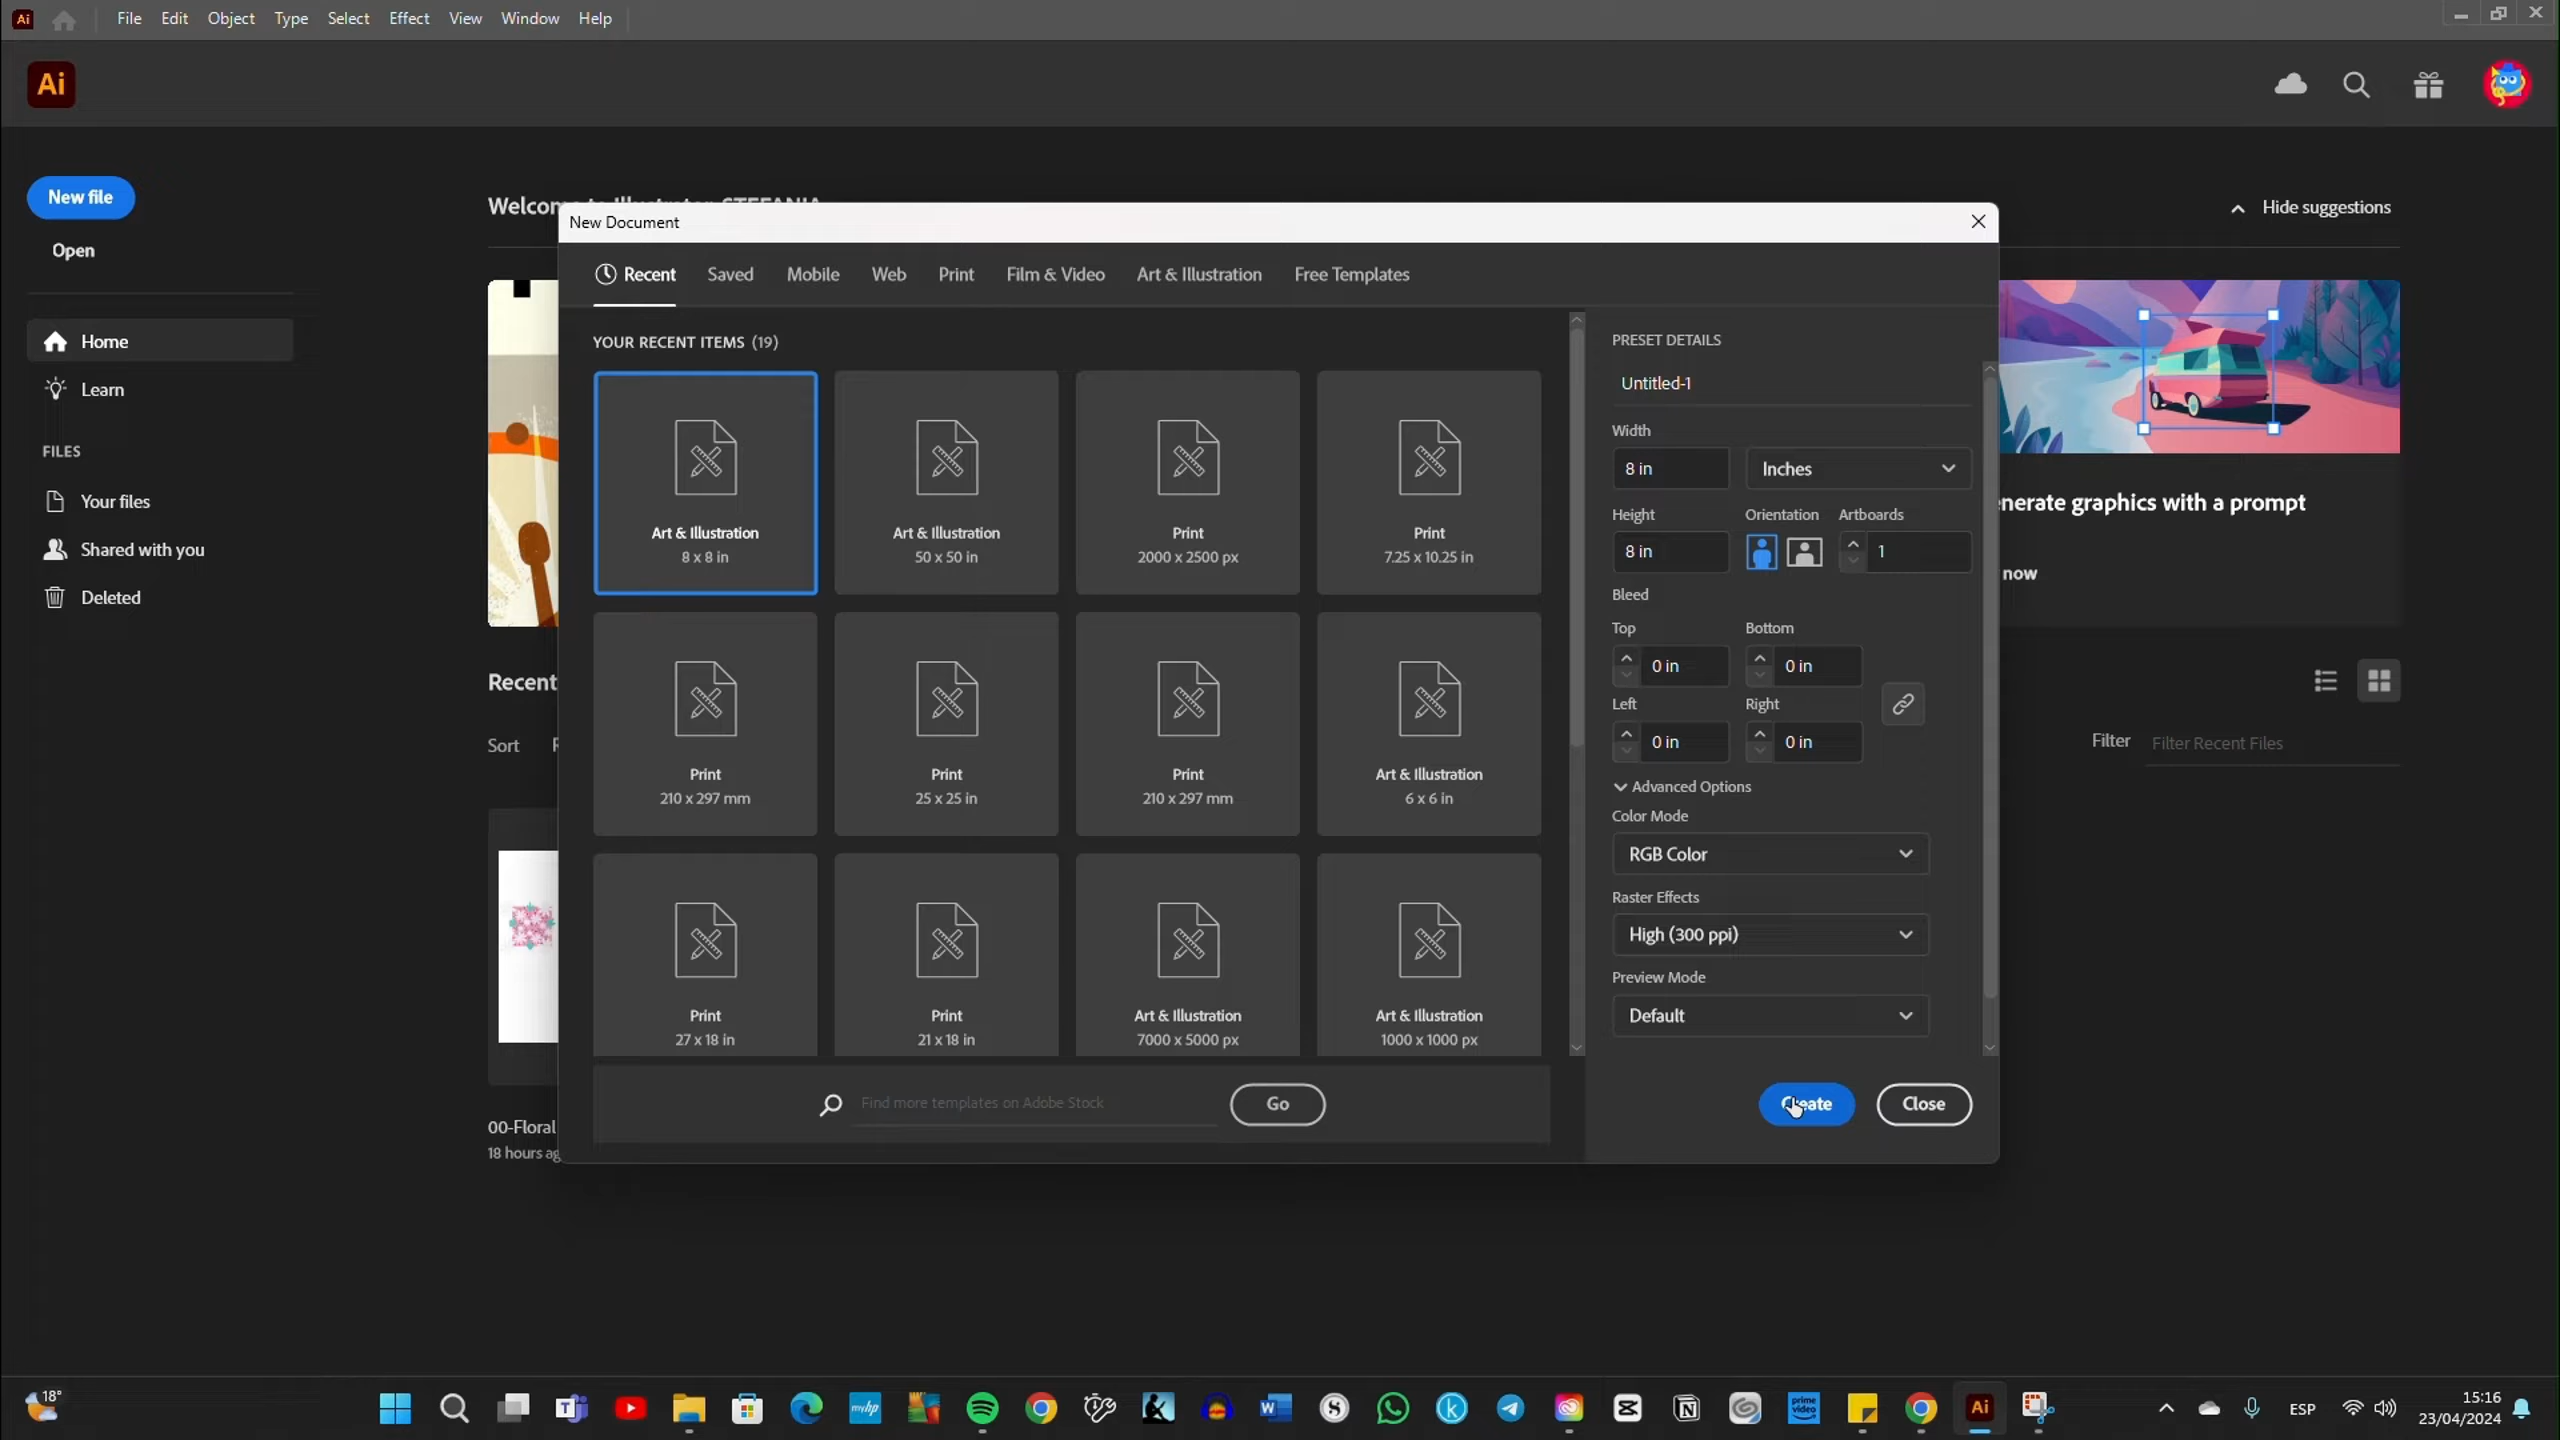 Ai File Edit Object Type Select Effect View Window Help
Ai
New file
Open
Home
Learn
FILES
Your files
Shared with you
Deleted
Hide suggestions
New Document
Recent Saved Mobile Web Print Film & Video Art & Illustration Free Templates
YOUR RECENT ITEMS (19)
Art & Illustration
8 x 8 in
Art & Illustration
50 x 50 in
Print
2000 x 2500 px
Print
7.25 x 10.25 in
Print
210 x 297 mm
Print
25 x 25 in
Print
210 x 297 mm
Art & Illustration
6 x 6 in
Print
27 x 18 in
Print
21 x 18 in
Art & Illustration
7000 x 5000 px
Art & Illustration
1000 x 1000 px
Find more templates on Adobe Stock
Go
PRESET DETAILS
Untitled-1
Width
8 in Inches
Height Orientation Artboards
8 in 1
Bleed
Top Bottom
0 in 0 in
Left Right
0 in 0 in
Advanced Options
Color Mode
RGB Color
Raster Effects
High (300 ppi)
Preview Mode
Default
Create Close
enerate graphics with a prompt
now
Recent
Sort
Filter Filter Recent Files
00-Floral
18 hours ag
18°
myhp
prime video
Ai
ESP
15:16
23/04/2024